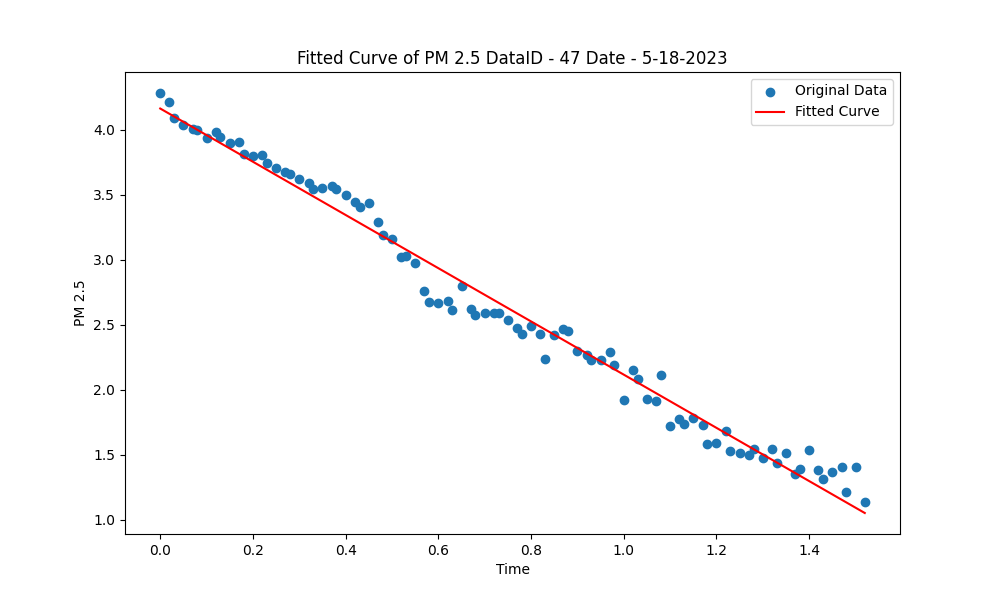 Fitted Curve of PM 2.5 DataID - 47 Date - 5-18-2023
Original Data
Fitted Curve
4.0
3.5
3.0
2.5
2.0
1.5
1.0
PM 2.5
0.0 0.2 0.4 0.6 0.8 1.0 1.2 1.4
Time